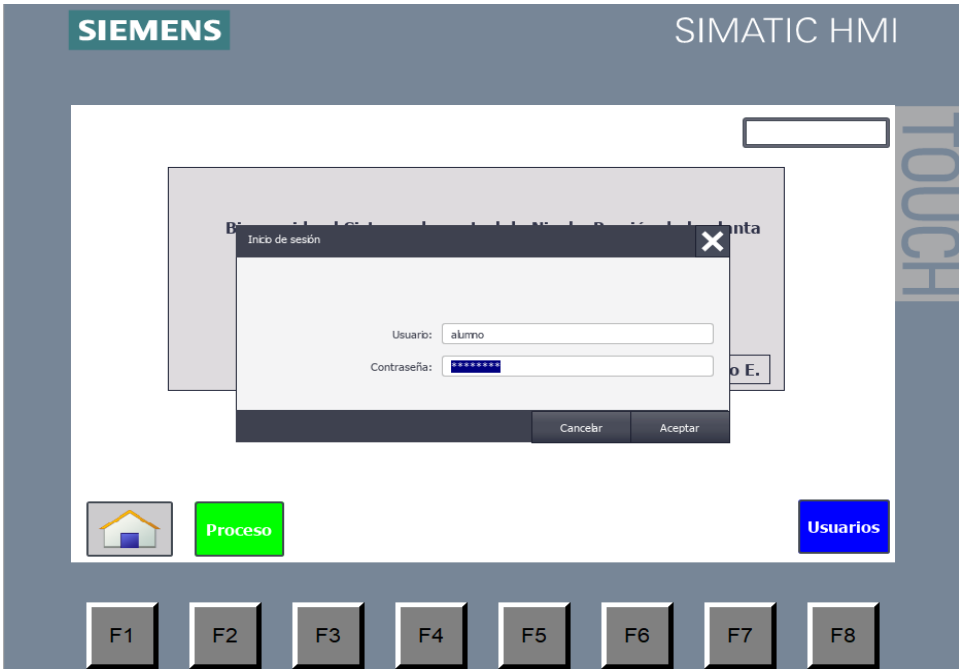 SIEMENS
SIMATIC HMI
TOUCH
Inicio de sesión
Usuario: alumno
Contraseña: ********
o E.
Cancelar
Aceptar
Proceso
Usuarios
F1 F2 F3 F4 F5 F6 F7 F8